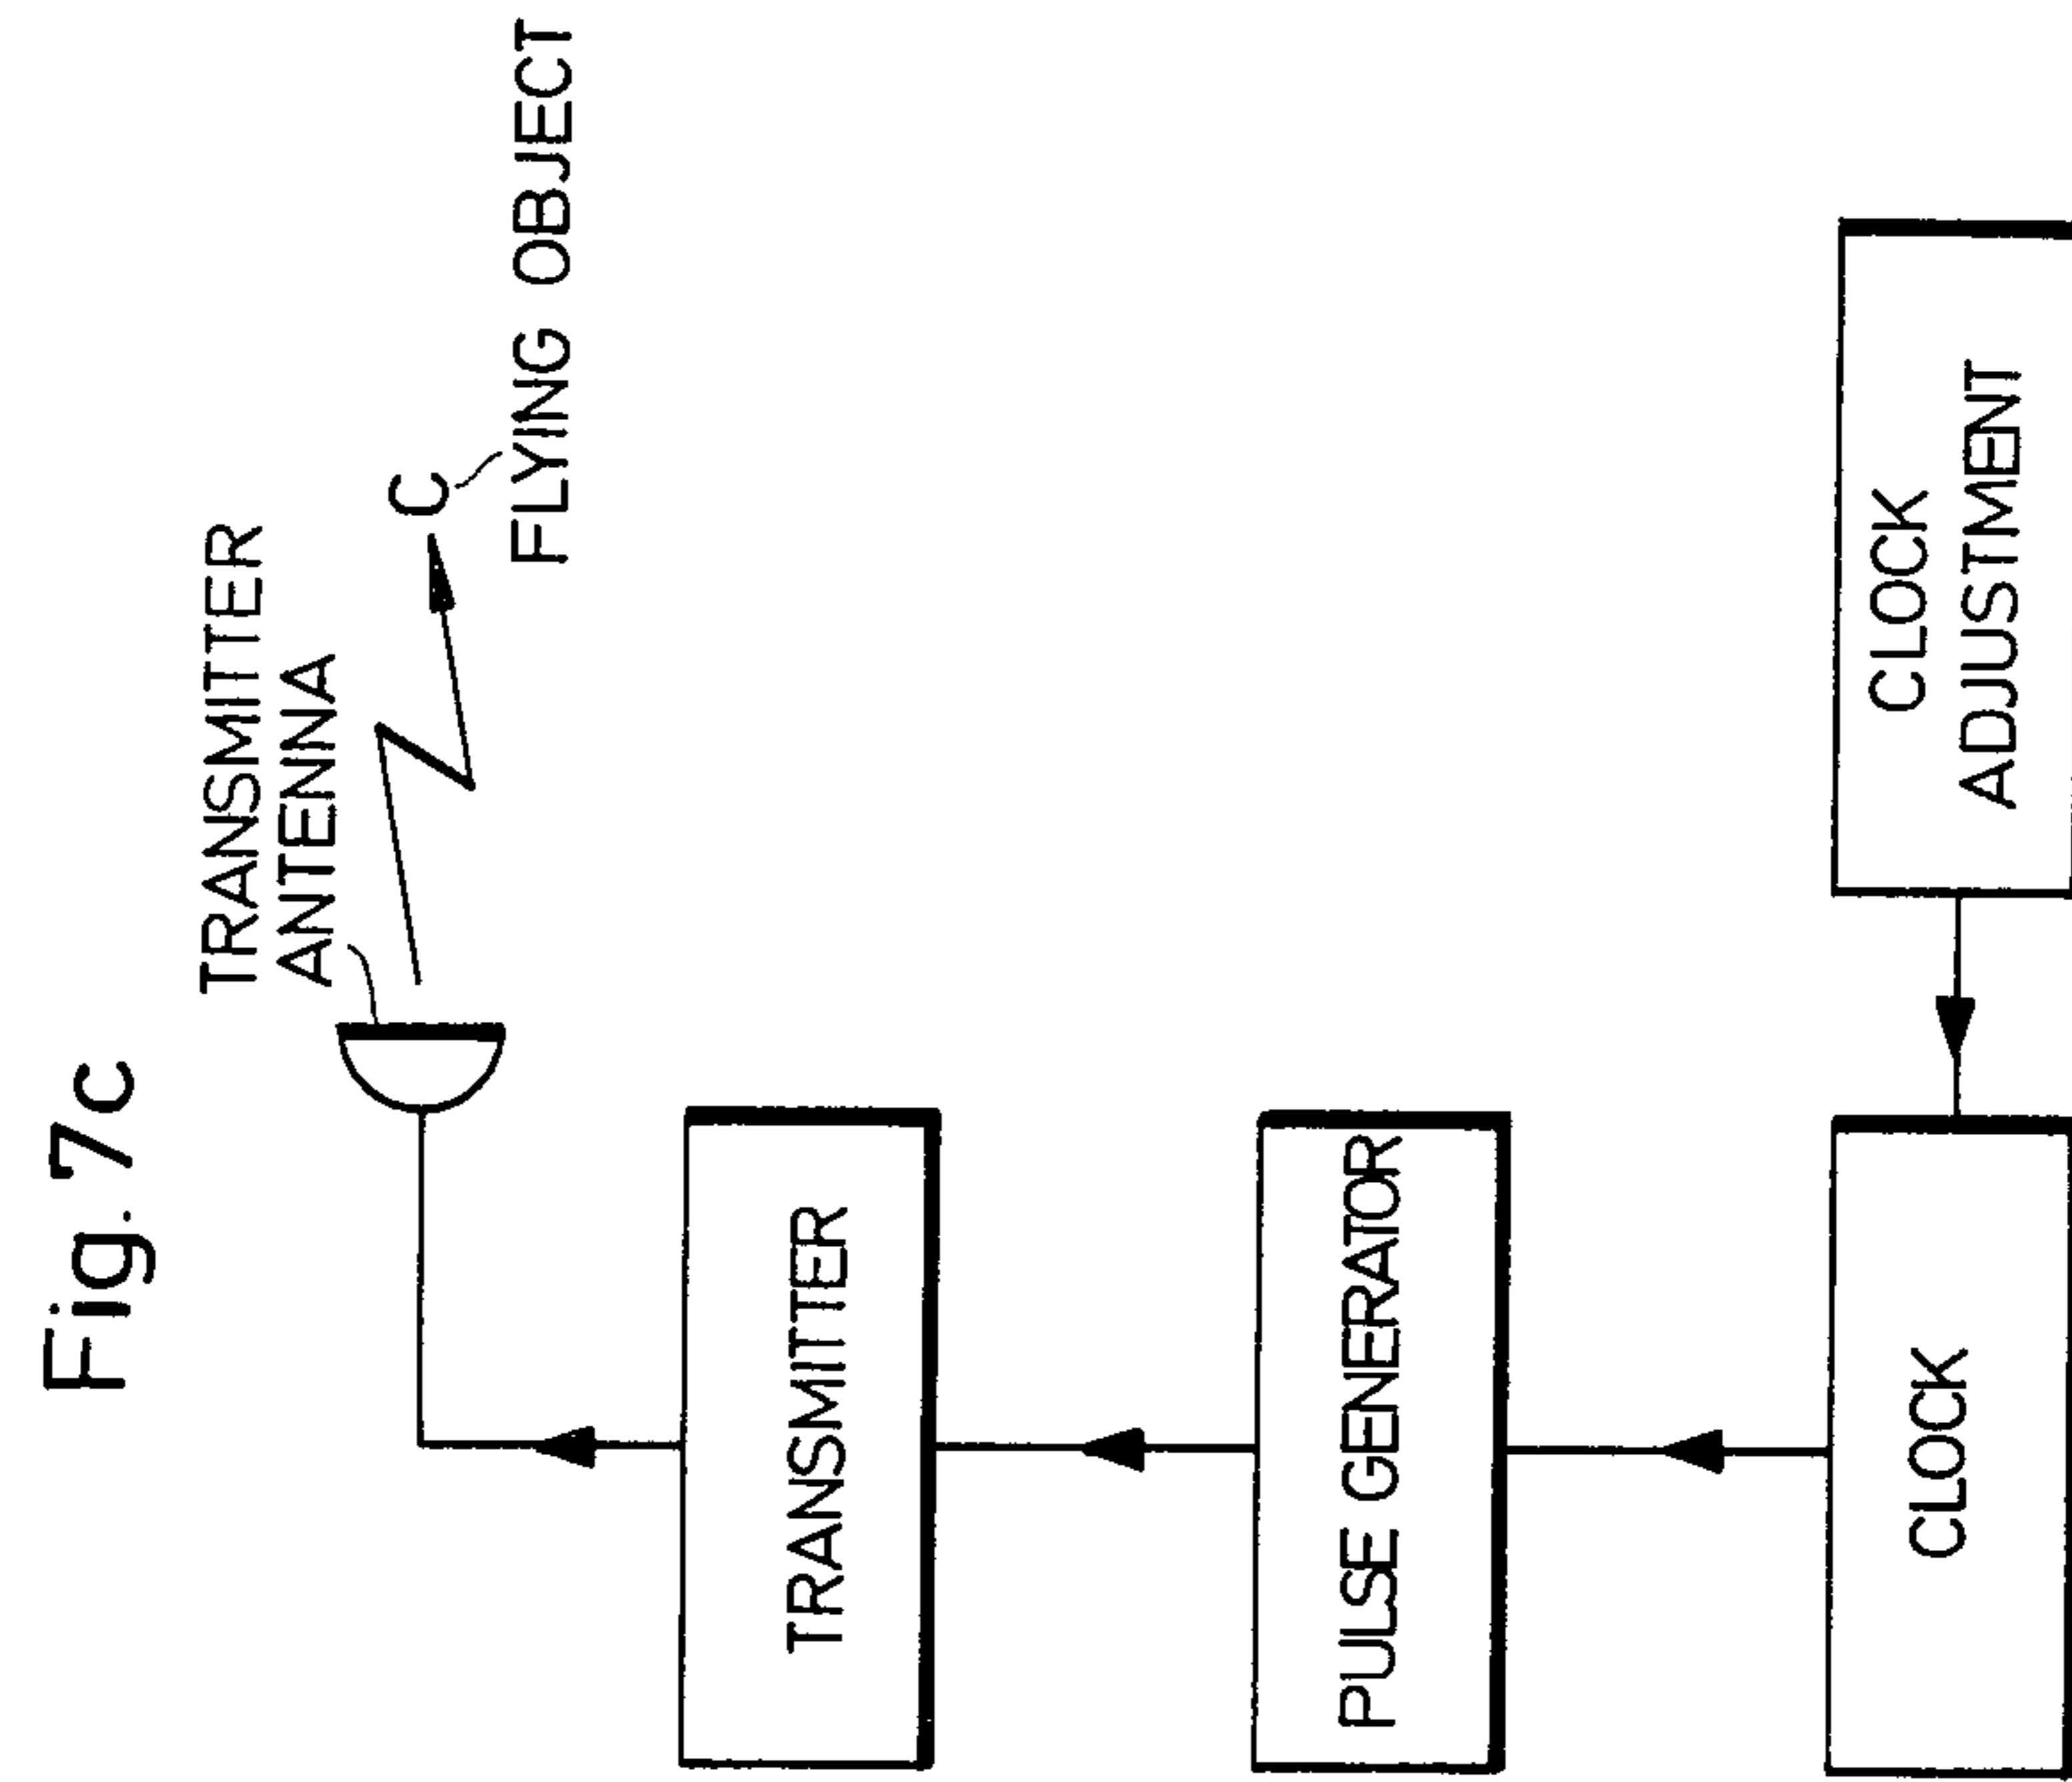 Fig. 7c
TRANSMITTER
ANTENNA
C
FLYING OBJECT
TRANSMITTER
PULSE GENERATOR
CLOCK
ADJUSTMENT
CLOCK